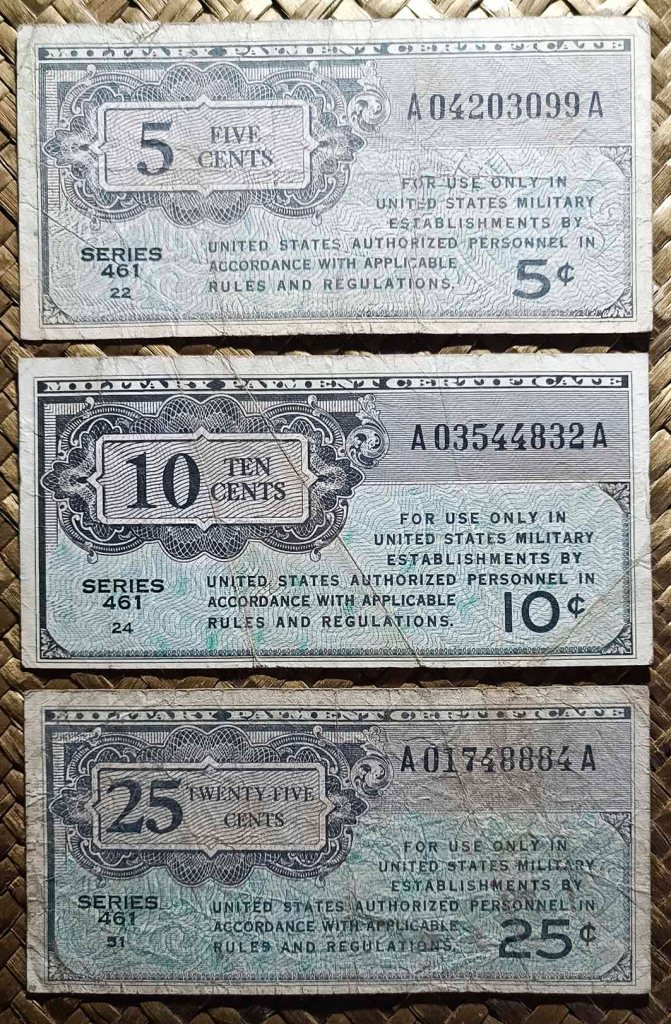 MILITARY PAYMENT CERTIFICATE
A04203099A
5 FIVE
CENTS
FOR USE ONLY IN
UNITED STATES MILITARY
ESTABLISHMENTS BY
SERIES
461
22
UNITED STATES AUTHORIZED PERSONNEL IN
ACCORDANCE WITH APPLICABLE
RULES AND REGULATIONS.
5¢
MILITARY PAYMENT CERTIFICATE
A03544832A
10 TEN
CENTS
FOR USE ONLY IN
UNITED STATES MILITARY
ESTABLISHMENTS BY
SERIES
461
24
UNITED STATES AUTHORIZED PERSONNEL IN
ACCORDANCE WITH APPLICABLE
RULES AND REGULATIONS.
10¢
MILITARY PAYMENT CERTIFICATE
A01748884A
25 TWENTY-FIVE
CENTS
FOR USE ONLY IN
UNITED STATES MILITARY
ESTABLISHMENTS BY
SERIES
461
31
UNITED STATES AUTHORIZED PERSONNEL IN
ACCORDANCE WITH APPLICABLE
RULES AND REGULATIONS.
25¢